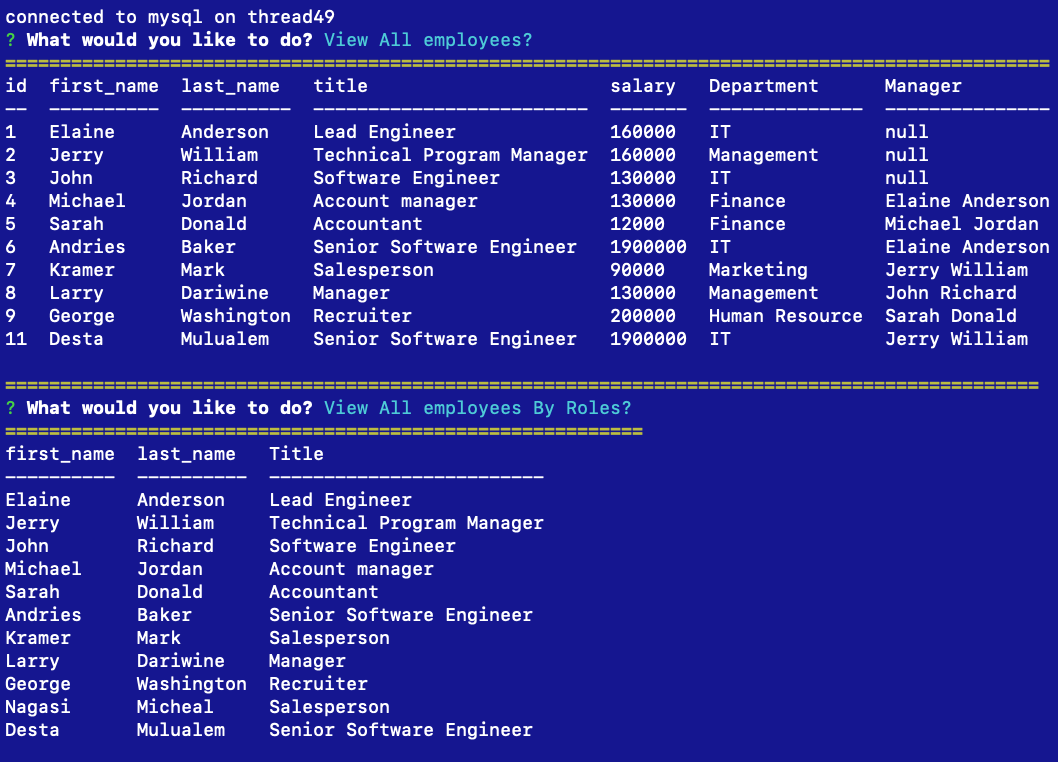 connected to mysql on thread49
? What would you like to do? View All employees?
===============================================================================================
id  first_name  last_name   title                      salary   Department      Manager
--  ----------  ----------  -------------------------  -------  --------------  ---------------
1   Elaine      Anderson    Lead Engineer              160000   IT              null
2   Jerry       William     Technical Program Manager  160000   Management      null
3   John        Richard     Software Engineer          130000   IT              null
4   Michael     Jordan      Account manager            130000   Finance         Elaine Anderson
5   Sarah       Donald      Accountant                 12000    Finance         Michael Jordan
6   Andries     Baker       Senior Software Engineer   1900000  IT              Elaine Anderson
7   Kramer      Mark        Salesperson                90000    Marketing       Jerry William
8   Larry       Dariwine    Manager                    130000   Management      John Richard
9   George      Washington  Recruiter                  200000   Human Resource  Sarah Donald
11  Desta       Mulualem    Senior Software Engineer   1900000  IT              Jerry William
==============================================================================================
? What would you like to do? View All employees By Roles?
==========================================================
first_name  last_name   Title
----------  ----------  -------------------------
Elaine      Anderson    Lead Engineer
Jerry       William     Technical Program Manager
John        Richard     Software Engineer
Michael     Jordan      Account manager
Sarah       Donald      Accountant
Andries     Baker       Senior Software Engineer
Kramer      Mark        Salesperson
Larry       Dariwine    Manager
George      Washington  Recruiter
Nagasi      Micheal     Salesperson
Desta       Mulualem    Senior Software Engineer